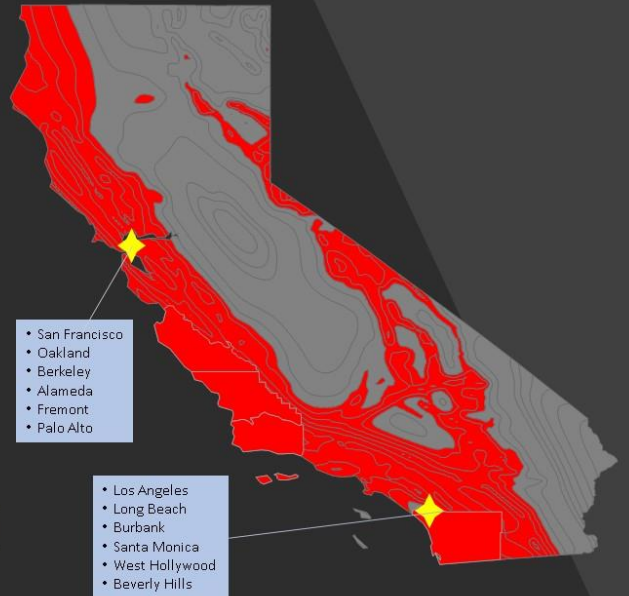 • San Francisco
• Oakland
• Berkeley
• Alameda
• Fremont
• Palo Alto
• Los Angeles
• Long Beach
• Burbank
• Santa Monica
• West Hollywood
• Beverly Hills